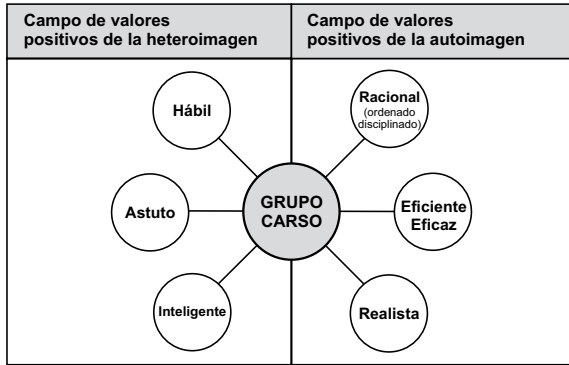 Campo de valores
positivos de la heteroimagen
Campo de valores
positivos de la autoimagen
Hábil
Racional
(ordenado
disciplinado)
Astuto
GRUPO
CARSO
Eficiente
Eficaz
Inteligente
Realista